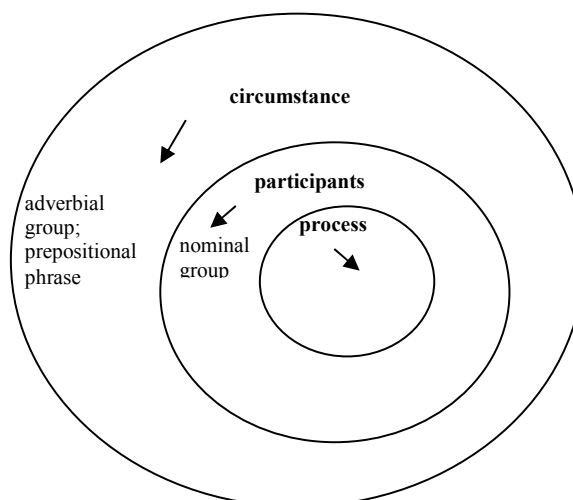 circumstance
participants
process
adverbial
group;
prepositional
phrase
nominal
group